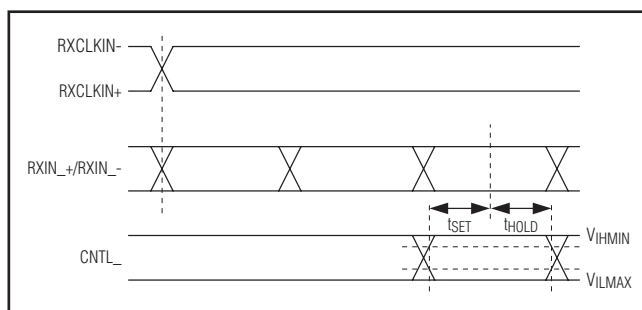 RXCLKIN-
RXCLKIN+
RXIN_+/RXIN_-
tSET
tHOLD
CNTL_
VIHMIN
VILMAX